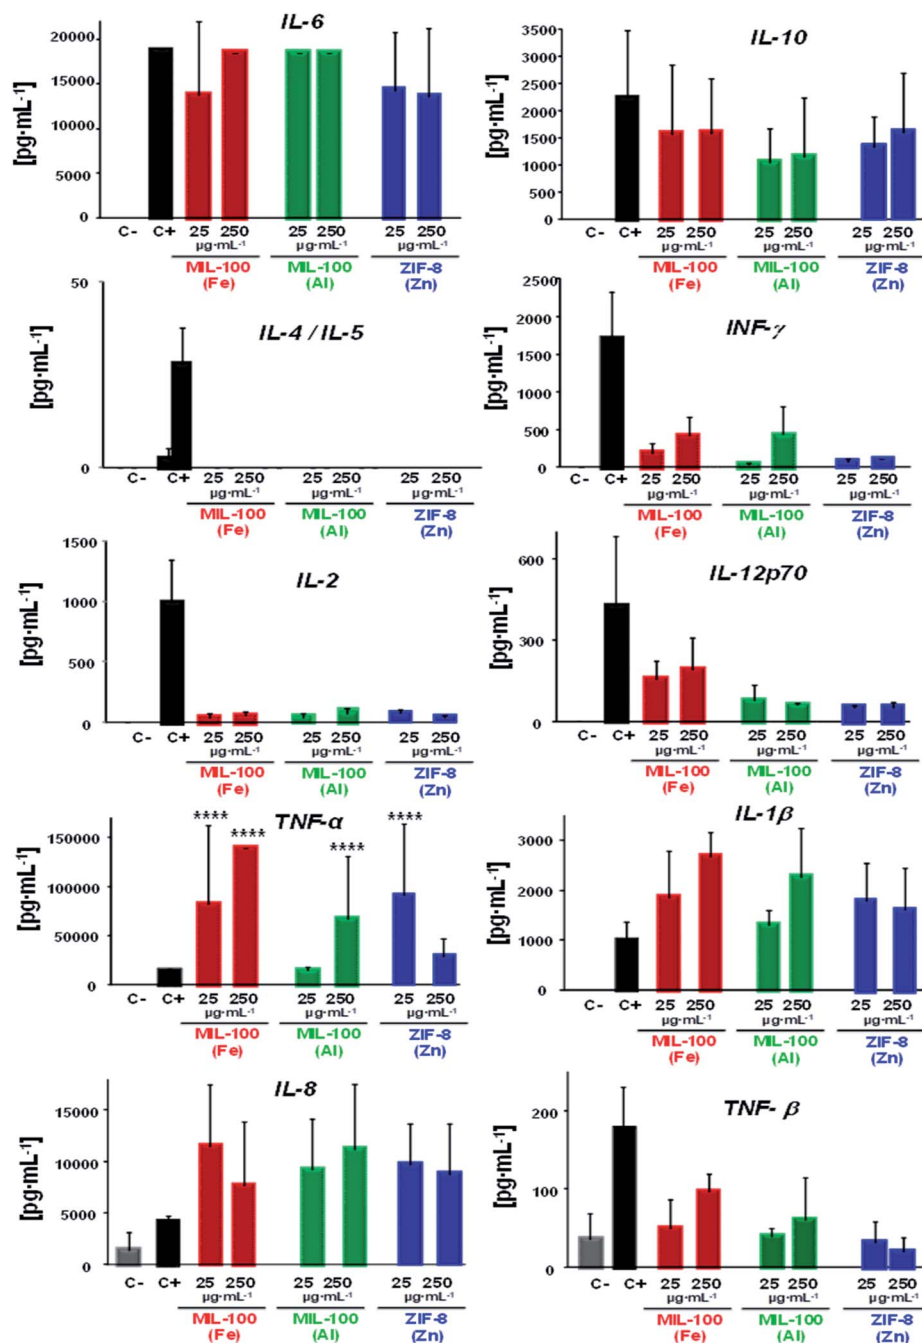 IL-6
[pg·mL-1]
20000
15000
10000
5000
0
C- C+ 25 250 25 250 25 250
µg·mL-1 µg·mL-1 µg·mL-1
MIL-100 MIL-100 ZIF-8
(Fe) (Al) (Zn)
IL-10
[pg·mL-1]
3500
3000
2500
2000
1500
1000
500
0
C- C+ 25 250 25 250 25 250
µg·mL-1 µg·mL-1 µg·mL-1
MIL-100 MIL-100 ZIF-8
(Fe) (Al) (Zn)
IL-4 / IL-5
[pg·mL-1]
50
0
C- C+ 25 250 25 250 25 250
µg·mL-1 µg·mL-1 µg·mL-1
MIL-100 MIL-100 ZIF-8
(Fe) (Al) (Zn)
INF-γ
[pg·mL-1]
2500
2000
1500
1000
500
0
C- C+ 25 250 25 250 25 250
µg·mL-1 µg·mL-1 µg·mL-1
MIL-100 MIL-100 ZIF-8
(Fe) (Al) (Zn)
IL-2
[pg·mL-1]
1500
1000
500
0
C- C+ 25 250 25 250 25 250
µg·mL-1 µg·mL-1 µg·mL-1
MIL-100 MIL-100 ZIF-8
(Fe) (Al) (Zn)
IL-12p70
[pg·mL-1]
600
300
0
C- C+ 25 250 25 250 25 250
µg·mL-1 µg·mL-1 µg·mL-1
MIL-100 MIL-100 ZIF-8
(Fe) (Al) (Zn)
TNF-α
**** **** **** ****
[pg·mL-1]
150000
100000
50000
0
C- C+ 25 250 25 250 25 250
µg·mL-1 µg·mL-1 µg·mL-1
MIL-100 MIL-100 ZIF-8
(Fe) (Al) (Zn)
IL-1β
[pg·mL-1]
3000
2000
1000
0
C- C+ 25 250 25 250 25 250
µg·mL-1 µg·mL-1 µg·mL-1
MIL-100 MIL-100 ZIF-8
(Fe) (Al) (Zn)
IL-8
[pg·mL-1]
15000
10000
5000
0
C- C+ 25 250 25 250 25 250
µg·mL-1 µg·mL-1 µg·mL-1
MIL-100 MIL-100 ZIF-8
(Fe) (Al) (Zn)
TNF- β
[pg·mL-1]
200
100
0
C- C+ 25 250 25 250 25 250
µg·mL-1 µg·mL-1 µg·mL-1
MIL-100 MIL-100 ZIF-8
(Fe) (Al) (Zn)